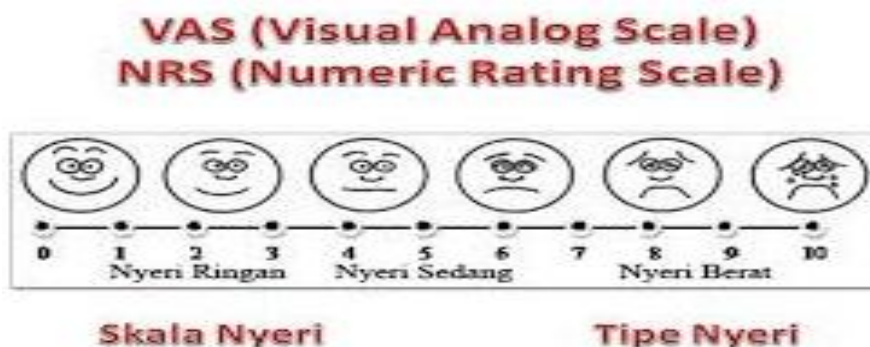 VAS (Visual Analog Scale)
NRS (Numeric Rating Scale)
0 1 2 3 4 5 6 7 8 9 10
Nyeri Ringan Nyeri Sedang Nyeri Berat
Skala Nyeri Tipe Nyeri